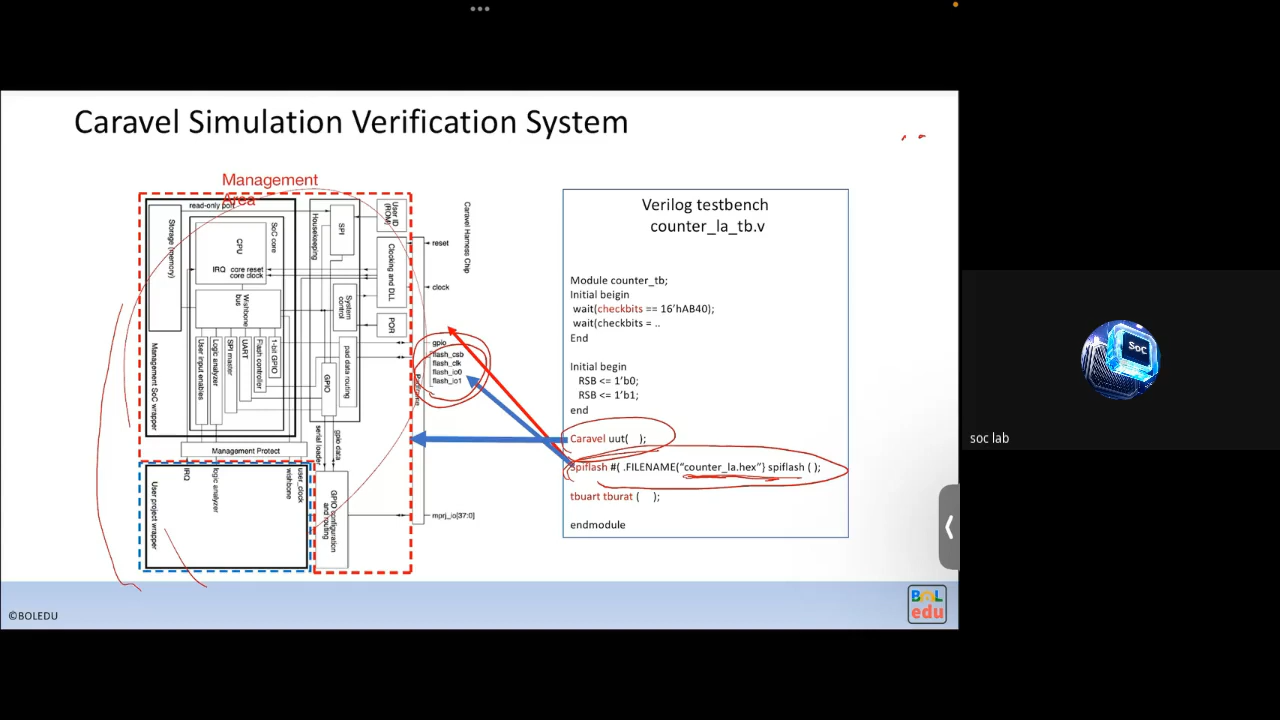 Caravel Simulation Verification System
Management
Area
read-only port
Storage (memory)
CPU
SoC core
IRQ
core reset
core clock
Wishbone bus
User input enables
Logic analyzer
SPI master
UART
Flash controller
1-bit GPIO
Management SoC wrapper
Housekeeping
SPI
User ID (ROM)
Clocking and DLL
System control
POR
pad data routing
GPIO
Caravel Harness Chip
reset
clock
gpio
flash_csb
flash_clk
flash_io0
flash_io1
Management Protect
serial loader
gpio data
IRQ
logic analyzer
wishbone
user_clock
User project wrapper
GPIO configuration and routing
mprj_io[37:0]
Verilog testbench
counter_la_tb.v
Module counter_tb;
Initial beigin
wait(checkbits == 16'hAB40);
wait(checkbits = ..
End
Initial begin
RSB <= 1'b0;
RSB <= 1'b1;
end
Caravel uut( );
Spiflash #( .FILENAME("counter_la.hex"} spiflash ( );
tbuart tburat ( );
endmodule
©BOLEDU
BOL
edu
SoC
soc lab